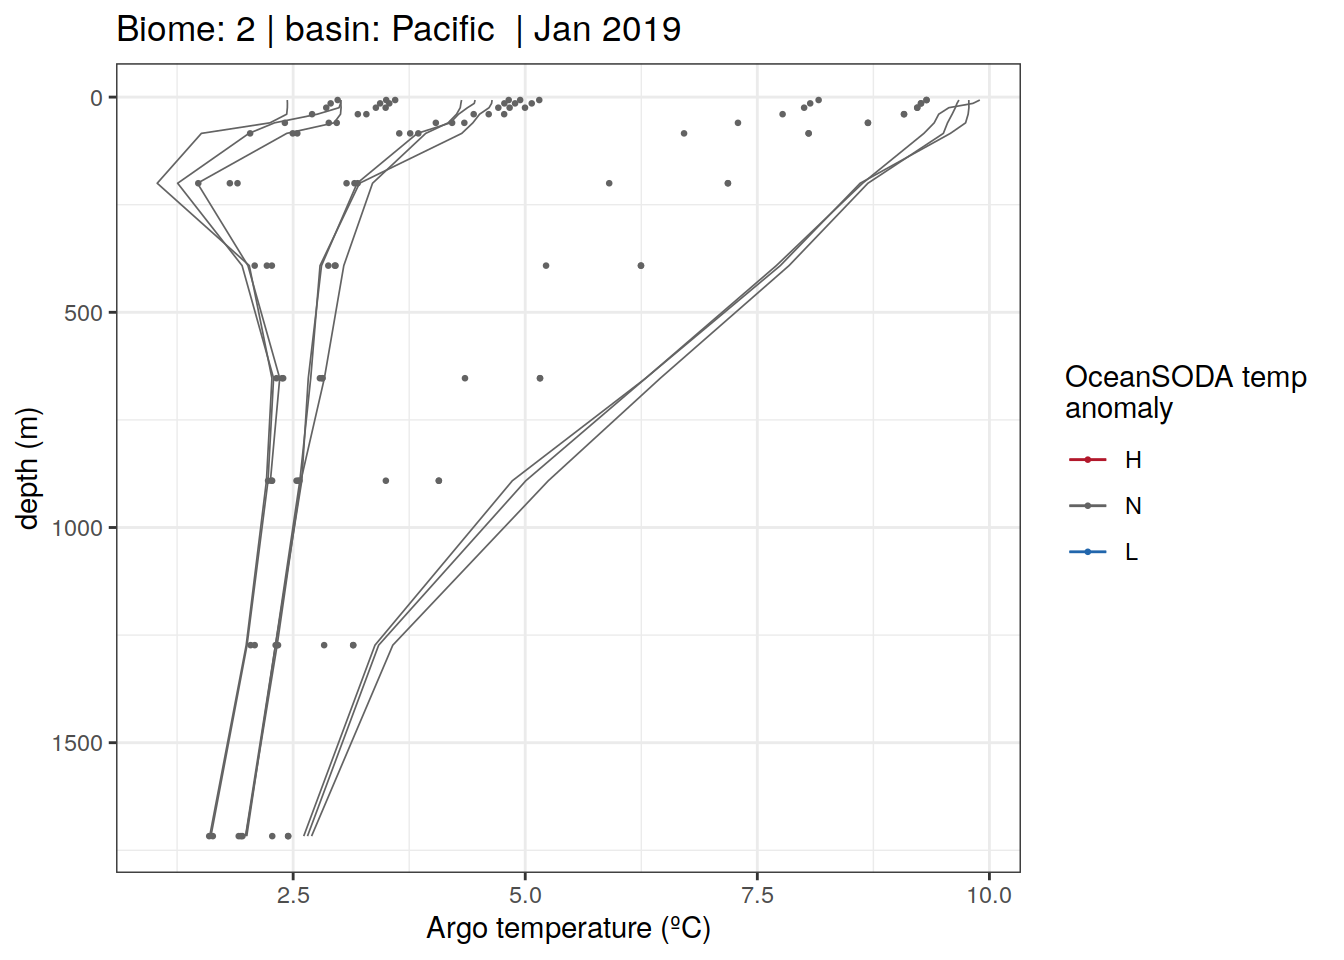 Biome: 2 | basin: Pacific  | Jan 2019
0
500
1000
1500
depth (m)
2.5
5.0
7.5
10.0
Argo temperature (ºC)
OceanSODA temp
anomaly
H
N
L